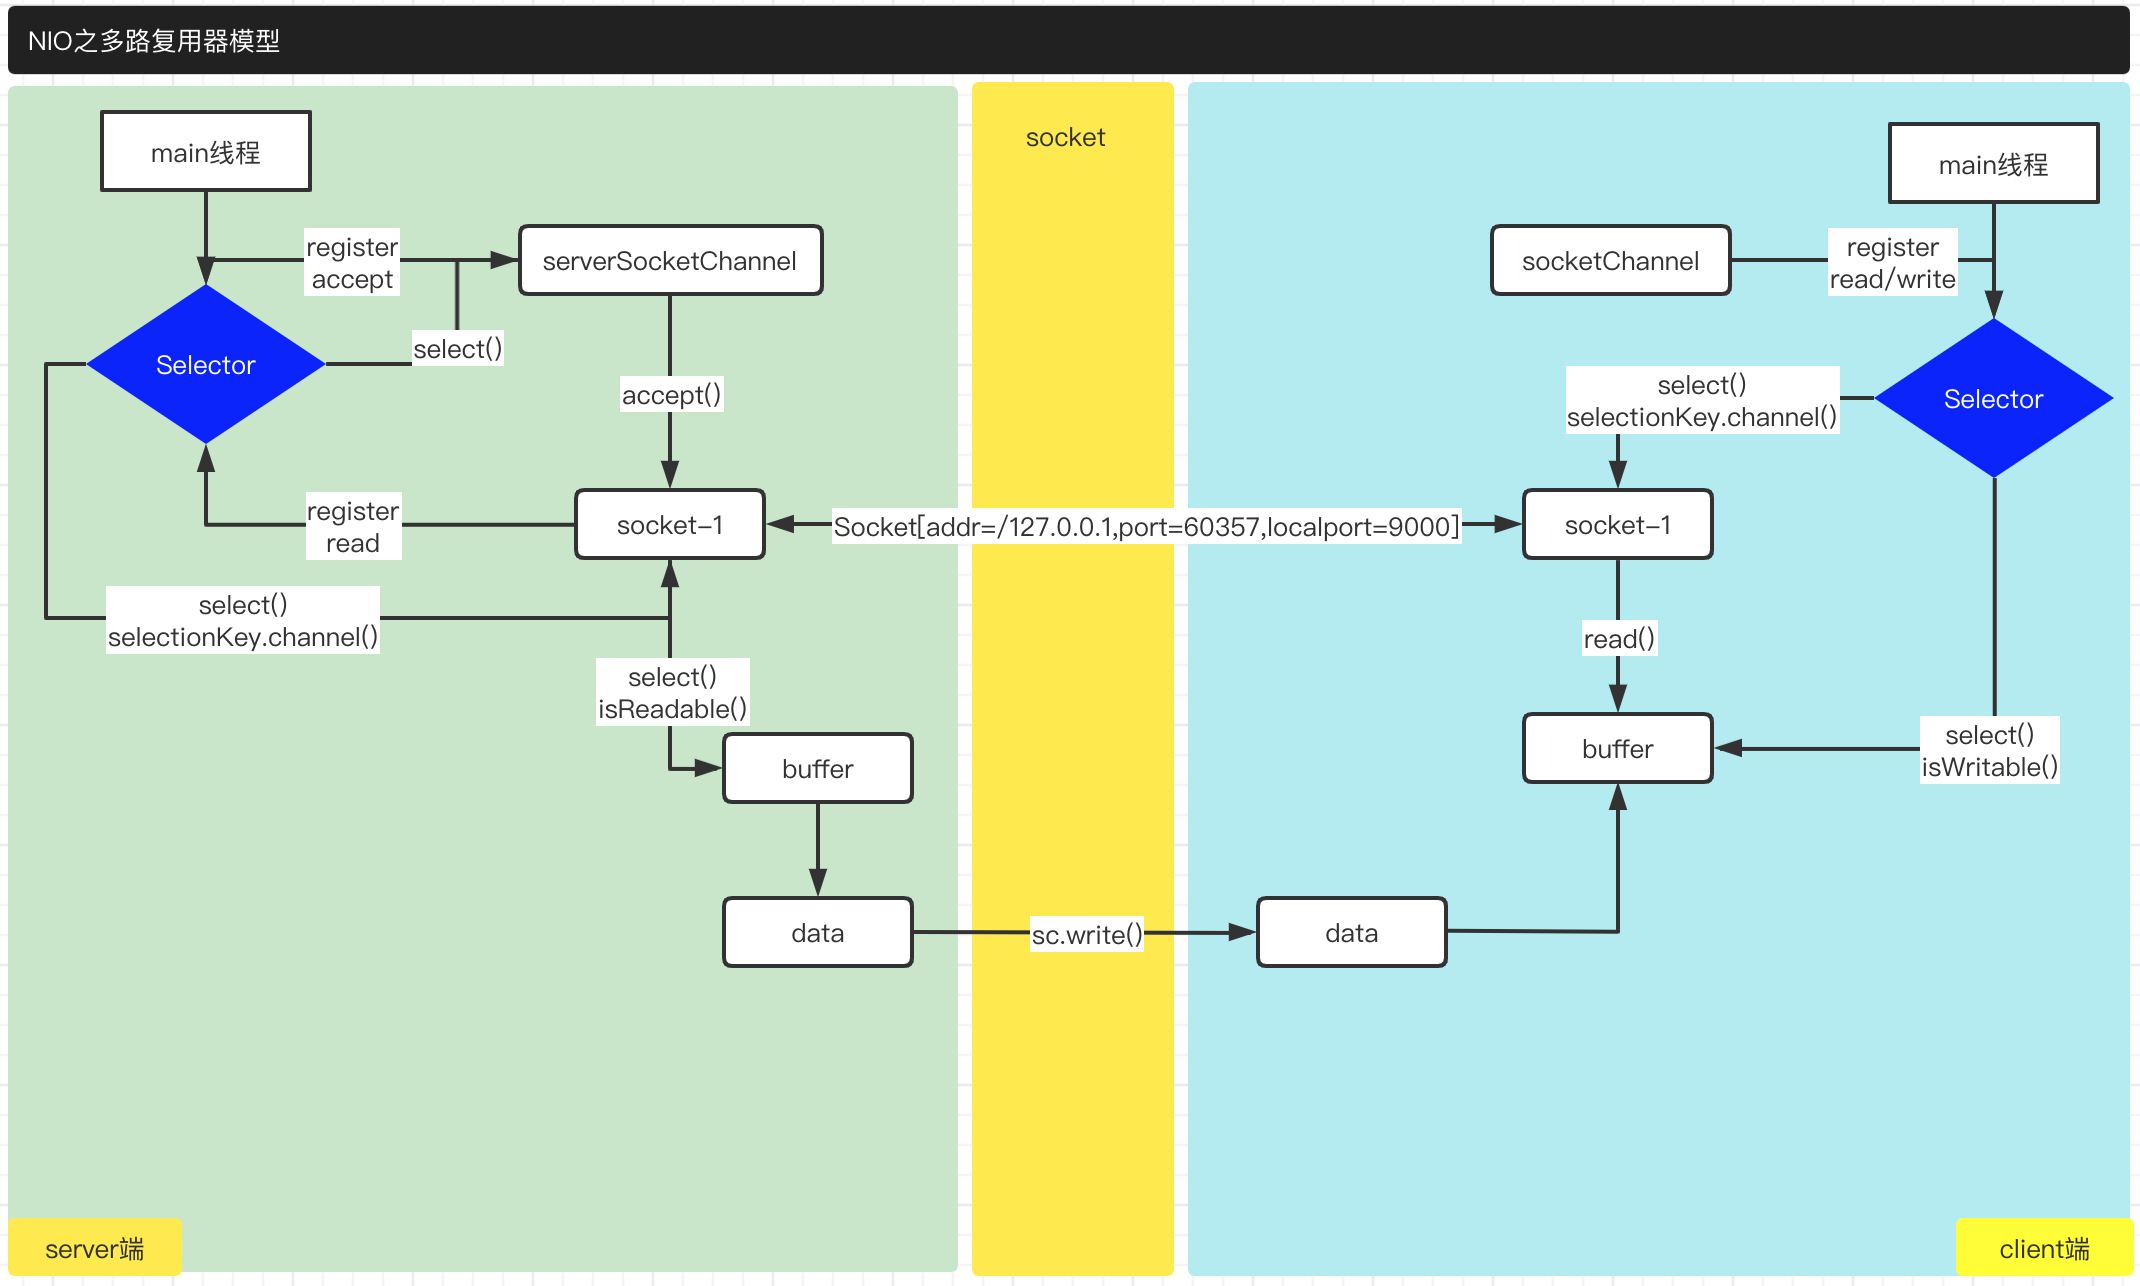 NIO之多路复用器模型
main线程
register
accept
serverSocketChannel
select()
Selector
accept()
register
read
socket-1
select()
selectionKey.channel()
select()
isReadable()
buffer
data
server端
socket
Socket[addr=/127.0.0.1,port=60357,localport=9000]
sc.write()
main线程
socketChannel
register
read/write
select()
selectionKey.channel()
Selector
socket-1
read()
buffer
select()
isWritable()
data
client端